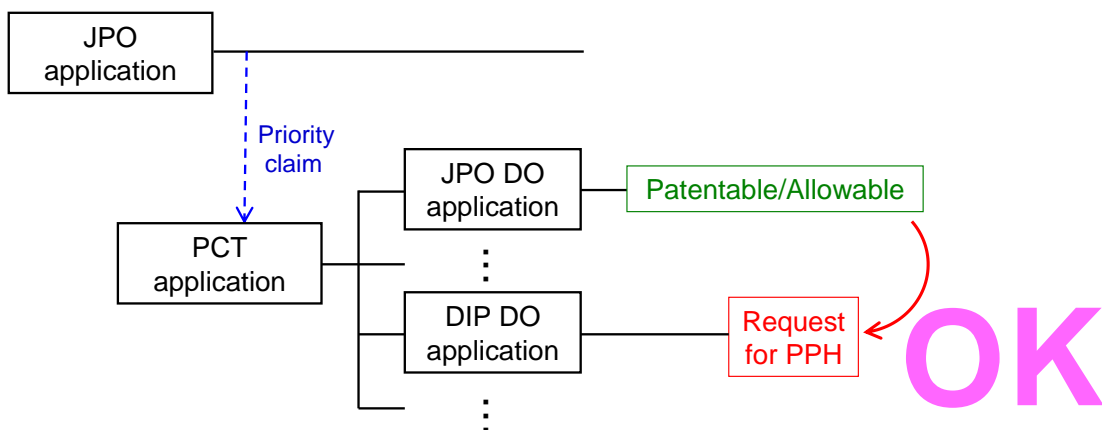 JPO
application
Priority
claim
JPO DO
application
Patentable/Allowable
PCT
application
DIP DO
application
Request
for PPH
OK